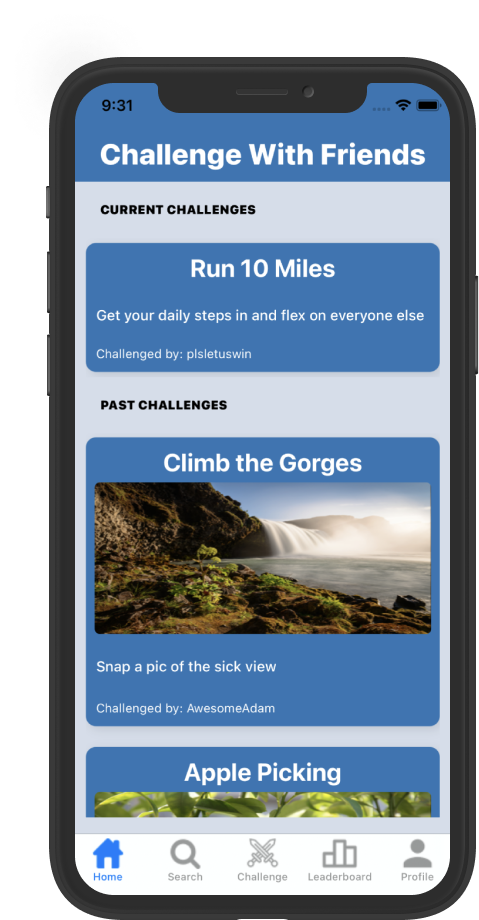 9:31
Challenge With Friends
CURRENT CHALLENGES
Run 10 Miles
Get your daily steps in and flex on everyone else
Challenged by: plsletuswin
PAST CHALLENGES
Climb the Gorges
Snap a pic of the sick view
Challenged by: AwesomeAdam
Apple Picking
Home Search Challenge Leaderboard Profile